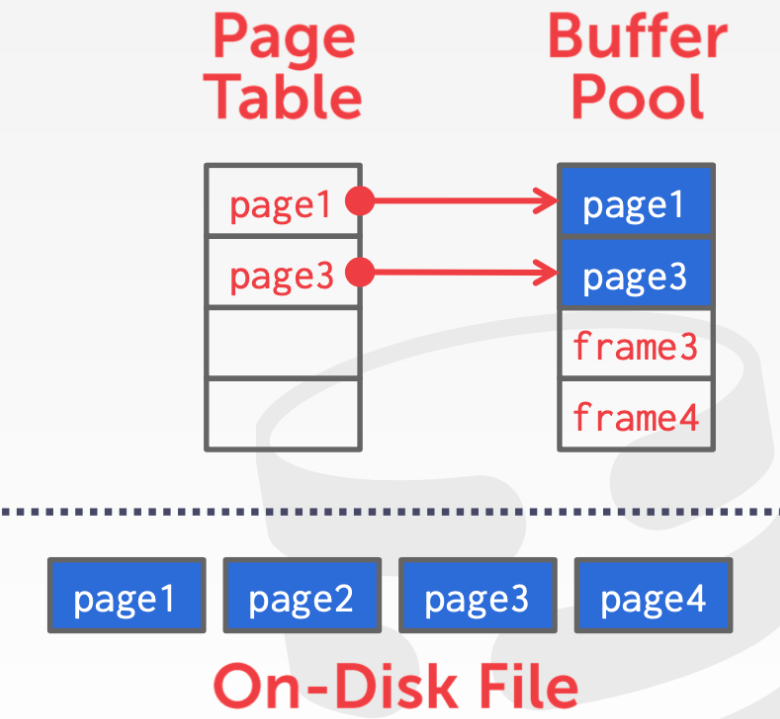 Page
Table
Buffer
Pool
page1
page1
page3
page3
frame3
frame4
page1 page2 page3 page4
On-Disk File